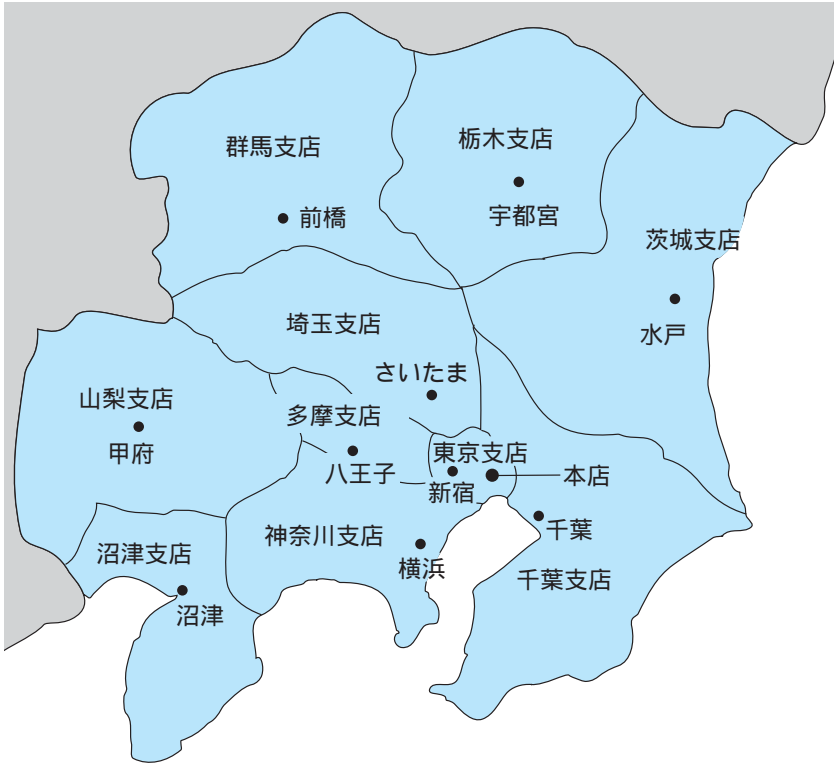 群馬支店
前橋
栃木支店
宇都宮
茨城支店
水戸
埼玉支店
さいたま
山梨支店
甲府
多摩支店
八王子
東京支店
新宿
本店
千葉
千葉支店
神奈川支店
横浜
沼津支店
沼津